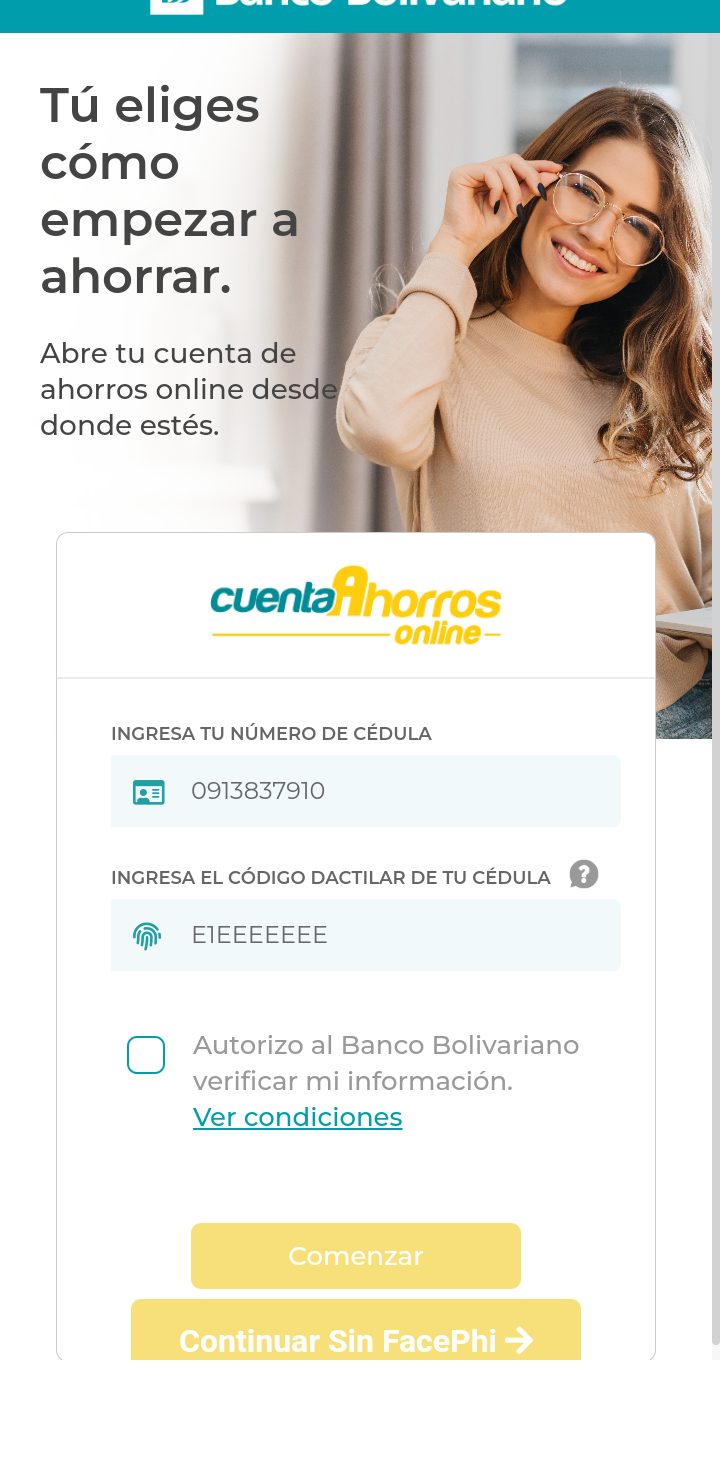 Banco Bolivariano
Tú eliges
cómo
empezar a
ahorrar.
Abre tu cuenta de
ahorros online desde
donde estés.
cuentaAhorros
online
INGRESA TU NÚMERO DE CÉDULA
0913837910
INGRESA EL CÓDIGO DACTILAR DE TU CÉDULA
E1EEEEEEE
Autorizo al Banco Bolivariano
verificar mi información.
Ver condiciones
Comenzar
Continuar Sin FacePhi